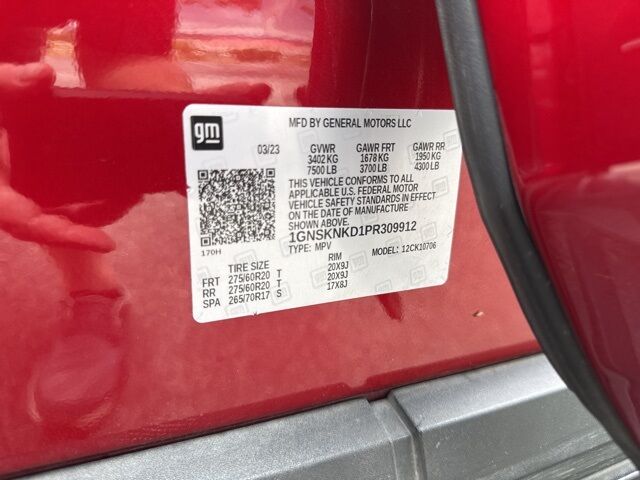 gm
MFD BY GENERAL MOTORS LLC
03/23 GVWR GAWR FRT GAWR RR
3402 KG 1678 KG 1950 KG
7500 LB 3700 LB 4300 LB
THIS VEHICLE CONFORMS TO ALL
APPLICABLE U.S. FEDERAL MOTOR
VEHICLE SAFETY STANDARDS IN EFFECT
ON THE DATE OF MANUFACTURE
SHOWN ABOVE.
1GNSKNKD1PR309912
170H TYPE: MPV MODEL: 12CK10706
TIRE SIZE RIM
FRT 275/60R20 T 20X9J
RR 275/60R20 T 20X9J
SPA 265/70R17 S 17X8J